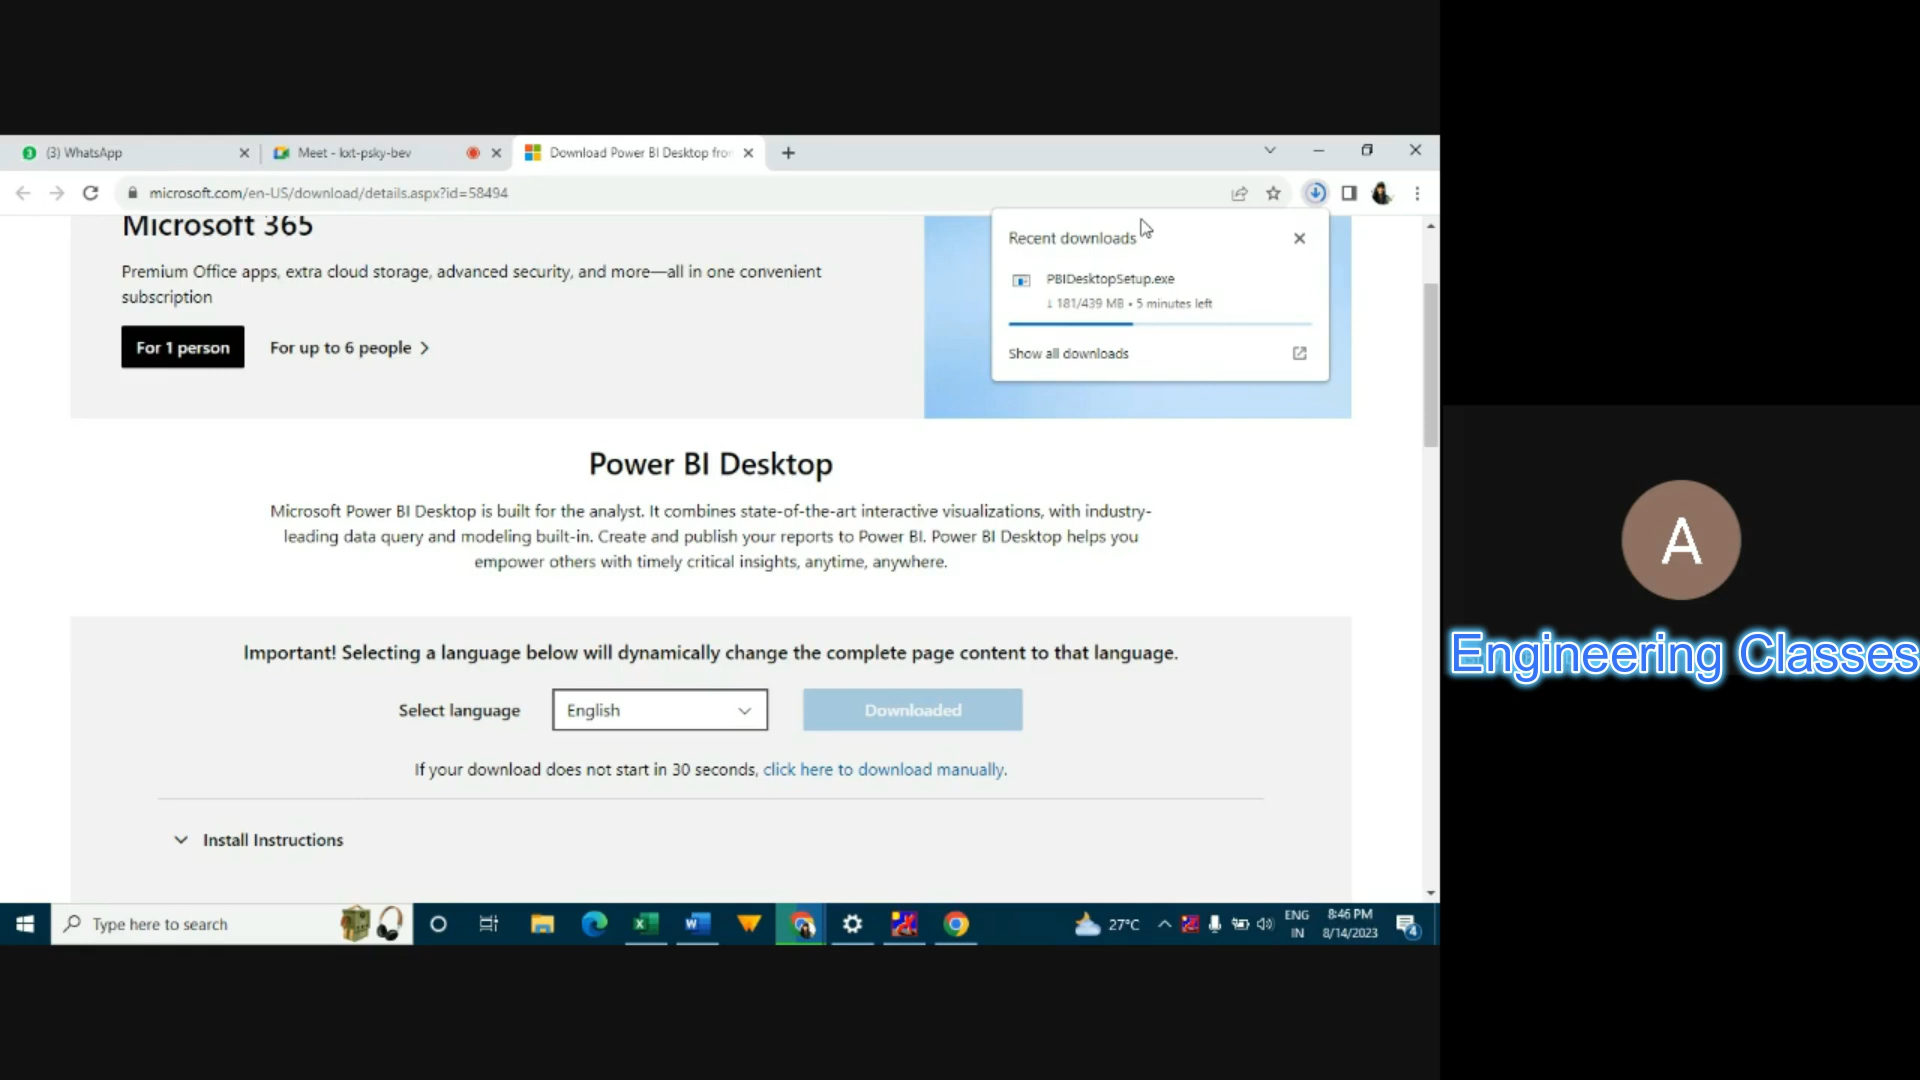 (3) WhatsApp
Meet - kxt-psky-bev
Download Power BI Desktop from
microsoft.com/en-US/download/details.aspx?id=58494
Microsoft 365
Premium Office apps, extra cloud storage, advanced security, and more—all in one convenient
subscription
For 1 person
For up to 6 people
Recent downloads
PBIDesktopSetup.exe
↓ 181/439 MB • 5 minutes left
Show all downloads
Power BI Desktop
Microsoft Power BI Desktop is built for the analyst. It combines state-of-the-art interactive visualizations, with industry-
leading data query and modeling built-in. Create and publish your reports to Power BI. Power BI Desktop helps you
empower others with timely critical insights, anytime, anywhere.
Important! Selecting a language below will dynamically change the complete page content to that language.
Select language
English
Downloaded
If your download does not start in 30 seconds, click here to download manually.
Install Instructions
A
Engineering Classes
Type here to search
27°C
ENG
IN
8:46 PM
8/14/2023
4